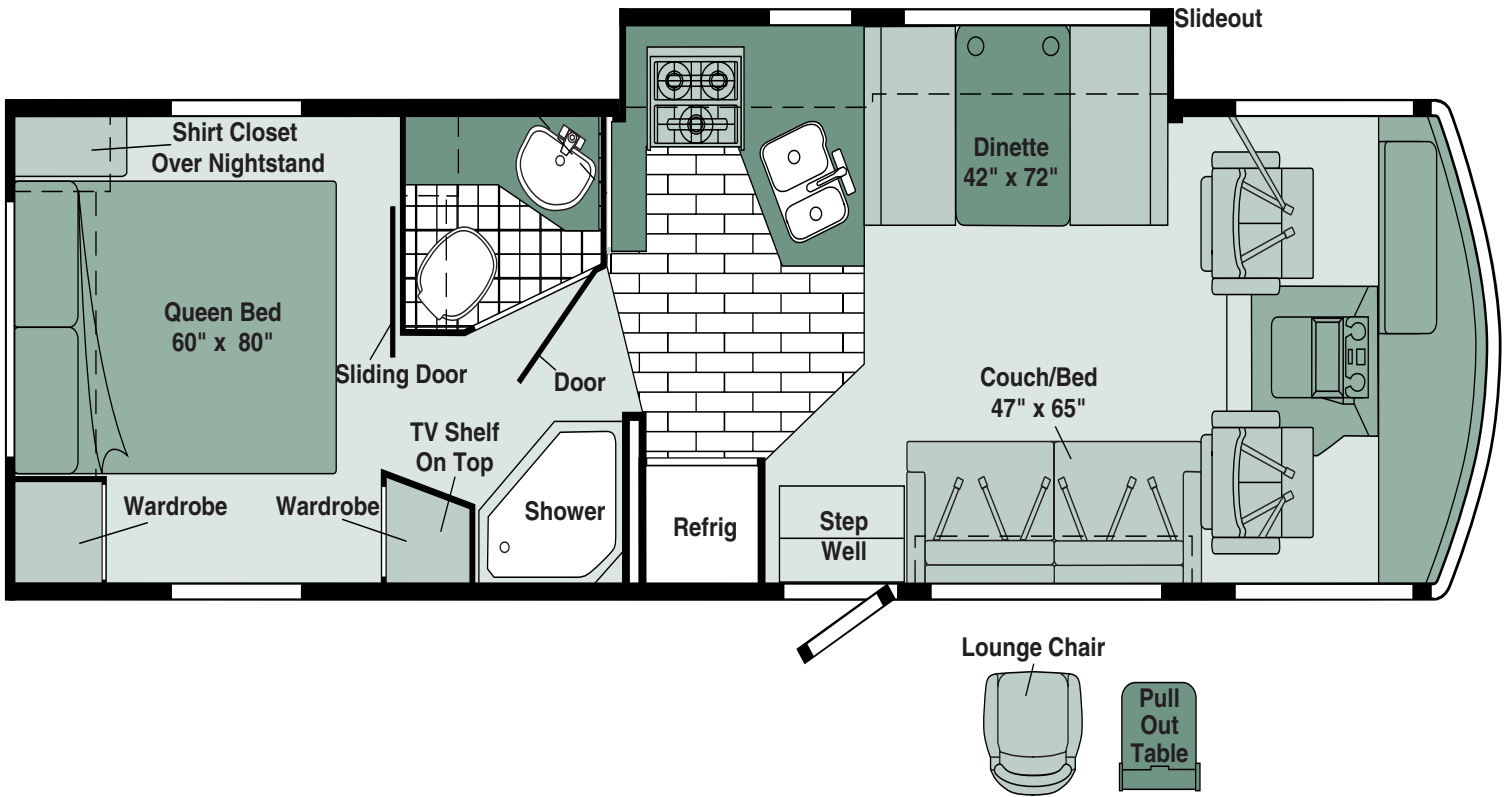 Slideout
Shirt Closet
Over Nightstand
Dinette
42" x 72"
Queen Bed
60" x 80"
Sliding Door
Door
Couch/Bed
47" x 65"
TV Shelf
On Top
Wardrobe
Wardrobe
Shower
Refrig
Step
Well
Lounge Chair
Pull
Out
Table